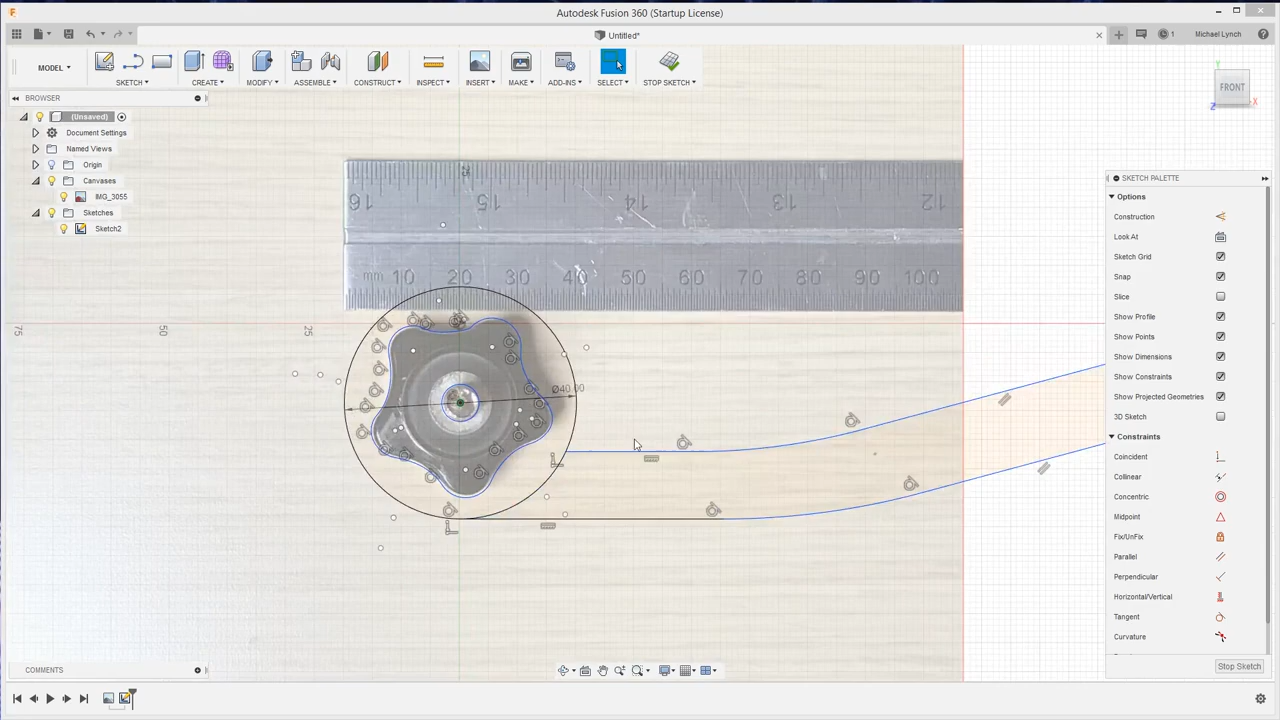 Autodesk Fusion 360 (Startup License)
Untitled*
1
Michael Lynch
MODEL
SKETCH
CREATE
MODIFY
ASSEMBLE
CONSTRUCT
INSPECT
INSERT
MAKE
ADD-INS
SELECT
STOP SKETCH
BROWSER
(Unsaved)
Document Settings
Named Views
Origin
Canvases
IMG_3055
Sketches
Sketch2
Y
FRONT
X
Z
16 15 14 13 12
mm 10 20 30 40 50 60 70 80 90 100
75 50 25
Ø40.00
SKETCH PALETTE
Options
Construction
Look At
Sketch Grid
Snap
Slice
Show Profile
Show Points
Show Dimensions
Show Constraints
Show Projected Geometries
3D Sketch
Constraints
Coincident
Collinear
Concentric
Midpoint
Fix/UnFix
Parallel
Perpendicular
Horizontal/Vertical
Tangent
Curvature
Stop Sketch
COMMENTS